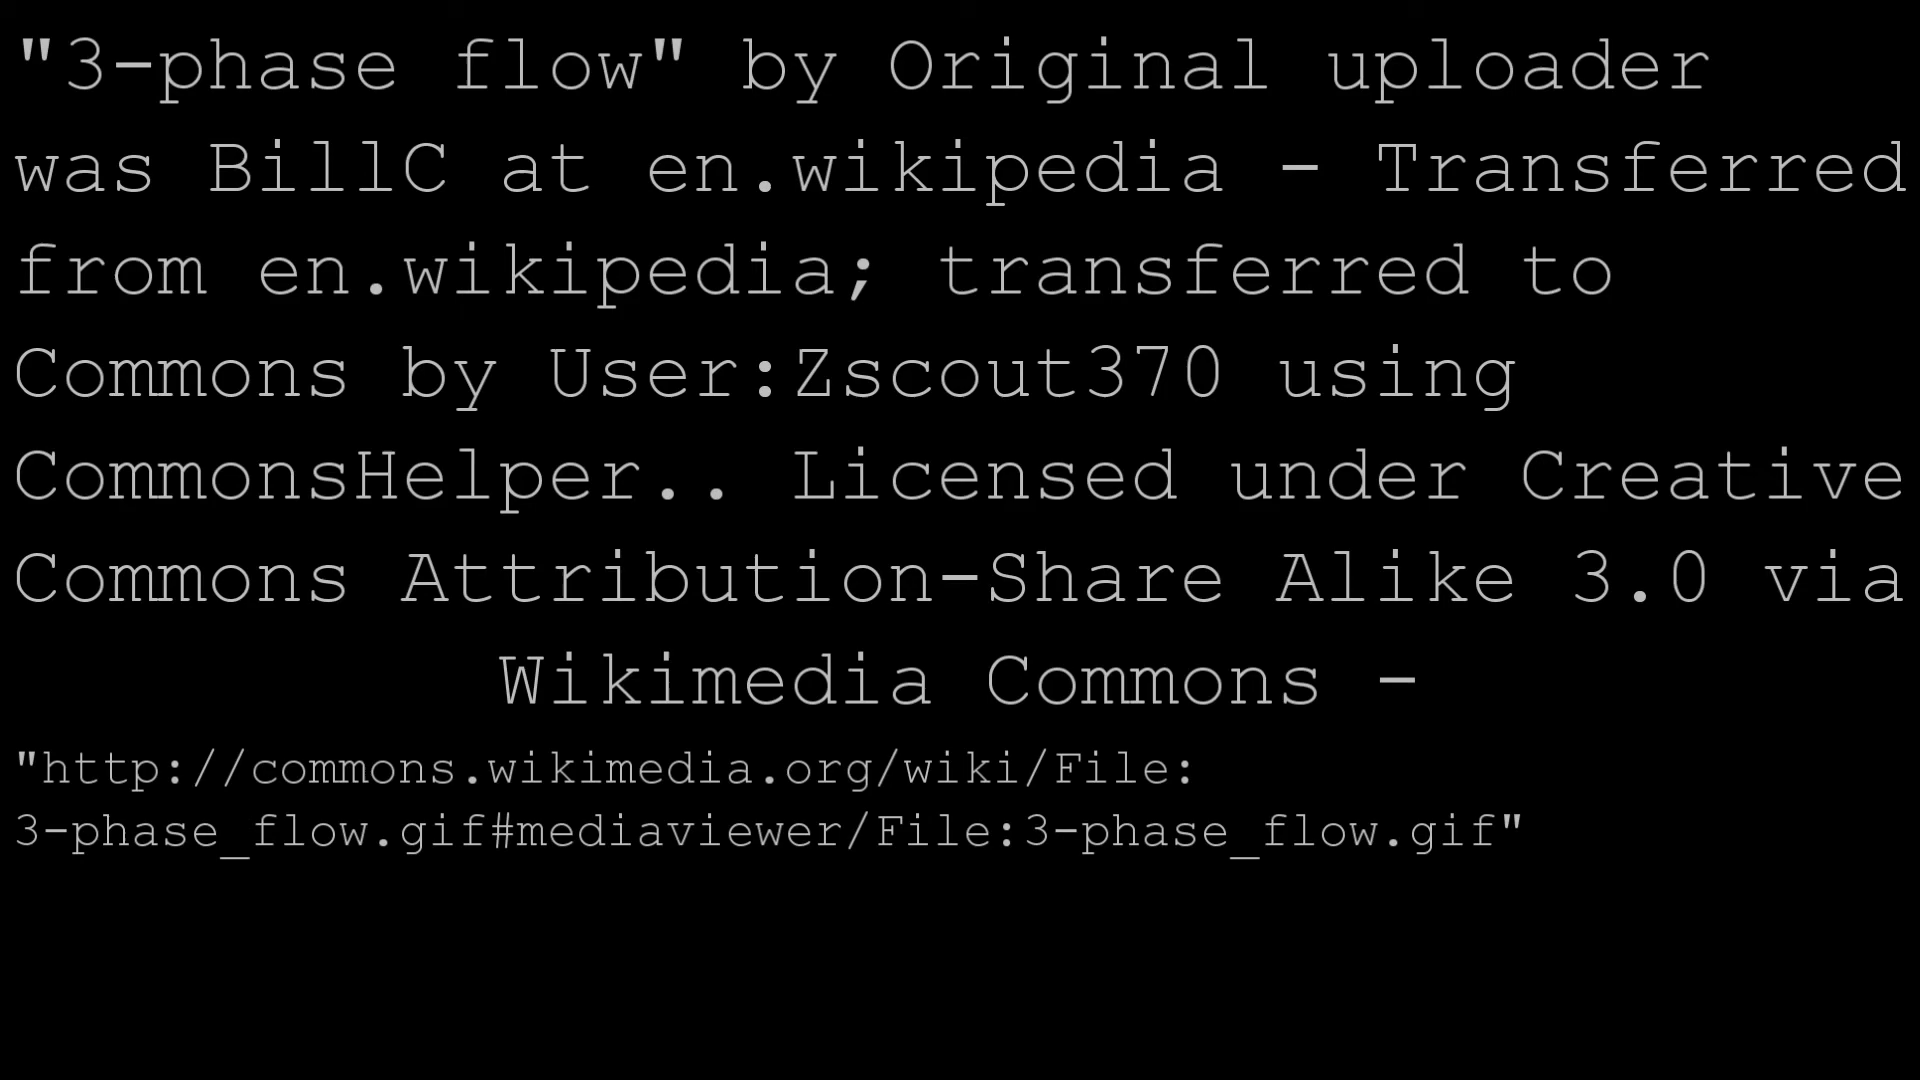 "3-phase flow" by Original uploader
was BillC at en.wikipedia - Transferred
from en.wikipedia; transferred to
Commons by User:Zscout370 using
CommonsHelper.. Licensed under Creative
Commons Attribution-Share Alike 3.0 via
Wikimedia Commons -
"http://commons.wikimedia.org/wiki/File:
3-phase_flow.gif#mediaviewer/File:3-phase_flow.gif"